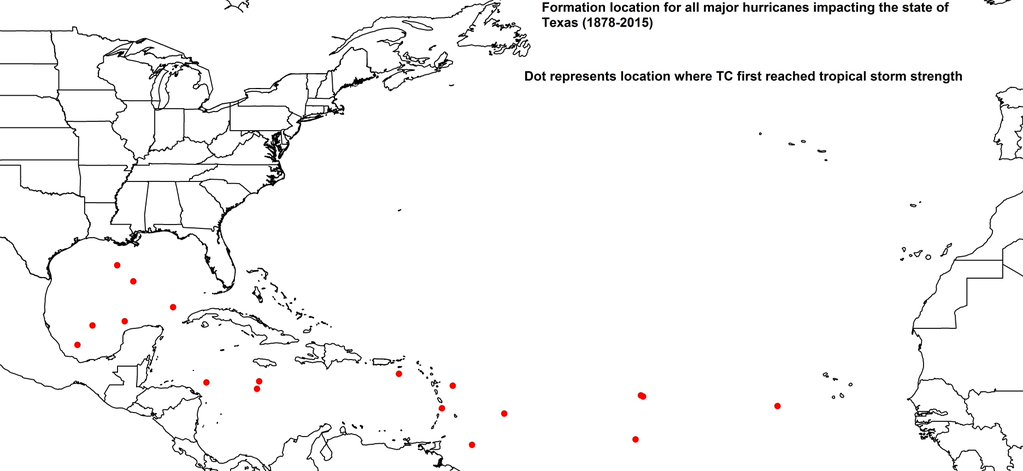 Formation location for all major hurricanes impacting the state of
Texas (1878-2015)
Dot represents location where TC first reached tropical storm strength